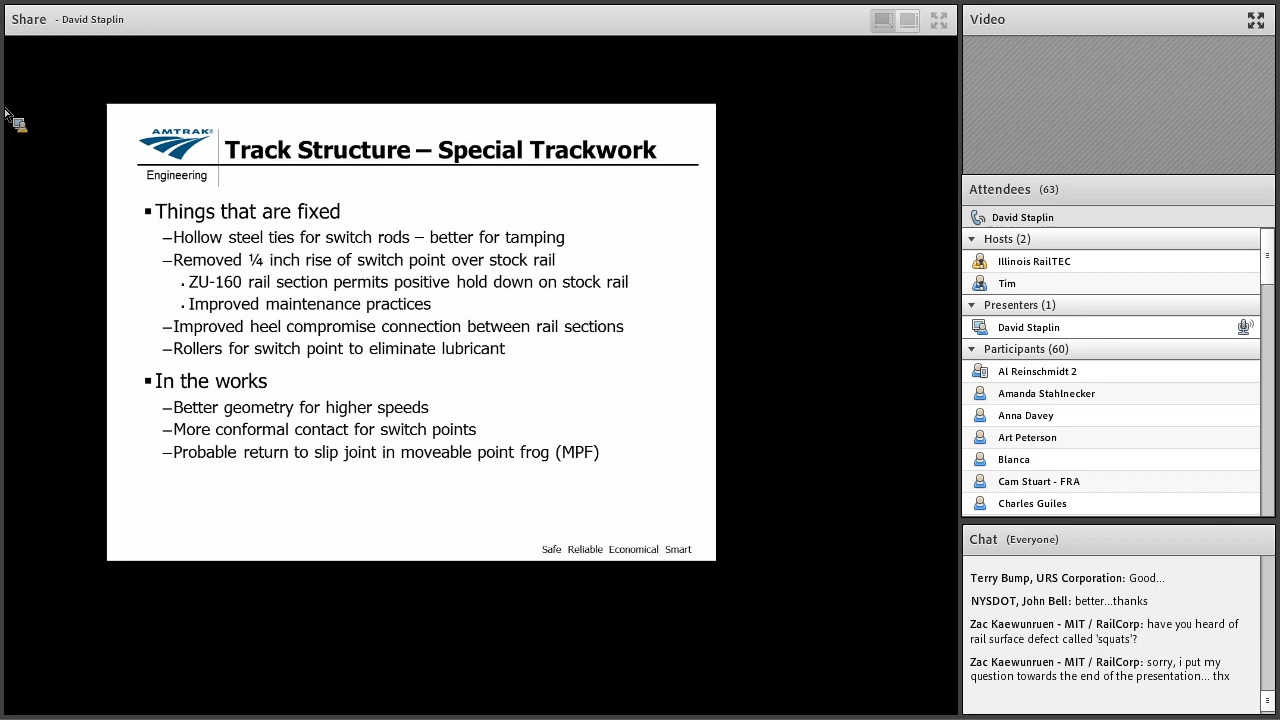 Share - David Staplin
AMTRAK®
Engineering
Track Structure – Special Trackwork
▪Things that are fixed
–Hollow steel ties for switch rods – better for tamping
–Removed ¼ inch rise of switch point over stock rail
. ZU-160 rail section permits positive hold down on stock rail
. Improved maintenance practices
–Improved heel compromise connection between rail sections
–Rollers for switch point to eliminate lubricant
▪In the works
–Better geometry for higher speeds
–More conformal contact for switch points
–Probable return to slip joint in moveable point frog (MPF)
Safe Reliable Economical Smart
Video
Attendees (63)
David Staplin
Hosts (2)
Illinois RailTEC
Tim
Presenters (1)
David Staplin
Participants (60)
Al Reinschmidt 2
Amanda Stahlnecker
Anna Davey
Art Peterson
Blanca
Cam Stuart - FRA
Charles Guiles
Chat (Everyone)
Terry Bump, URS Corporation: Good...
NYSDOT, John Bell: better...thanks
Zac Kaewunruen - MIT / RailCorp: have you heard of
rail surface defect called 'squats'?
Zac Kaewunruen - MIT / RailCorp: sorry, i put my
question towards the end of the presentation... thx